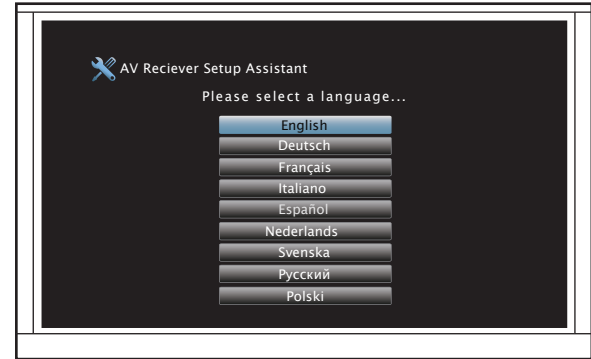 AV Reciever Setup Assistant
Please select a language...
English
Deutsch
Français
Italiano
Español
Nederlands
Svenska
Русский
Polski